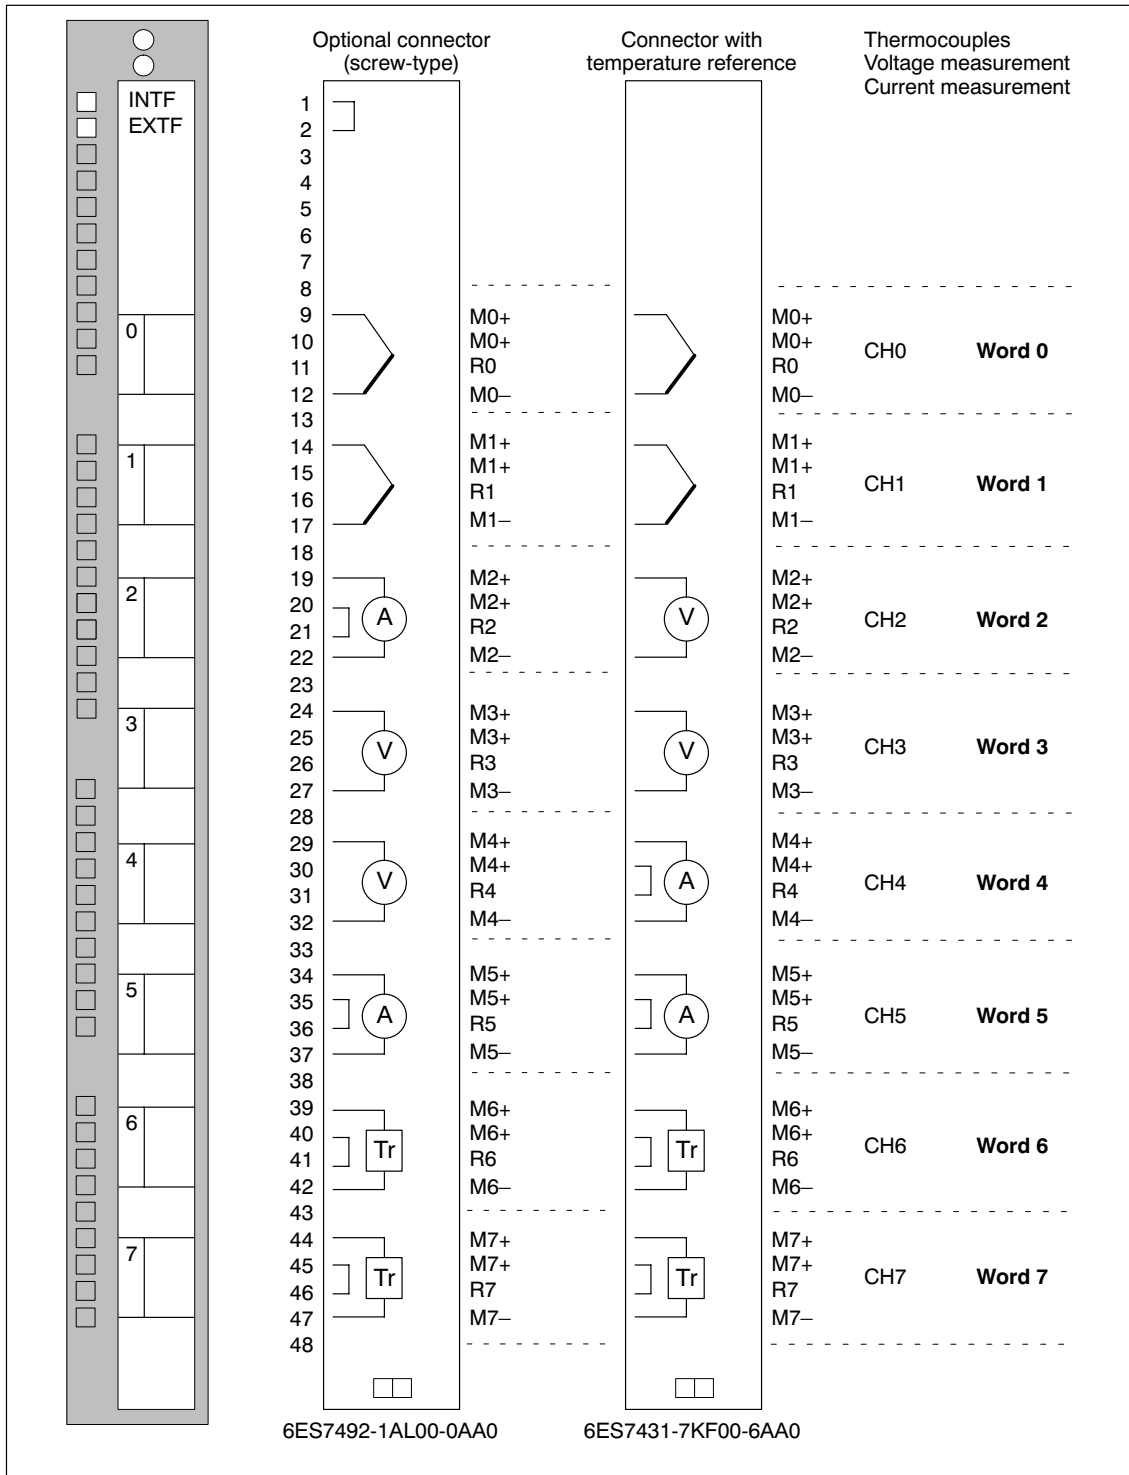 Optional connector
(screw-type)
Connector with
temperature reference
Thermocouples
Voltage measurement
Current measurement
INTF
EXTF
1
2
3
4
5
6
7
8
9 M0+ M0+
10 M0+ M0+
11 R0 R0
12 M0– M0–
0
CH0 Word 0
13
14 M1+ M1+
15 M1+ M1+
16 R1 R1
17 M1– M1–
1
CH1 Word 1
18
19 M2+ M2+
20 M2+ M2+
21 R2 R2
22 M2– M2–
2
A V
CH2 Word 2
23
24 M3+ M3+
25 M3+ M3+
26 R3 R3
27 M3– M3–
3
V V
CH3 Word 3
28
29 M4+ M4+
30 M4+ M4+
31 R4 R4
32 M4– M4–
4
V A
CH4 Word 4
33
34 M5+ M5+
35 M5+ M5+
36 R5 R5
37 M5– M5–
5
A A
CH5 Word 5
38
39 M6+ M6+
40 M6+ M6+
41 R6 R6
42 M6– M6–
6
Tr Tr
CH6 Word 6
43
44 M7+ M7+
45 M7+ M7+
46 R7 R7
47 M7– M7–
7
Tr Tr
CH7 Word 7
48
6ES7492-1AL00-0AA0
6ES7431-7KF00-6AA0